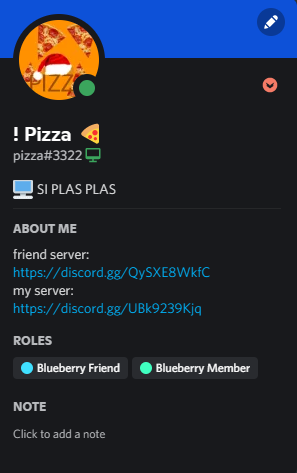 PIZZ
! Pizza 🍕
pizza#3322
SI PLAS PLAS
ABOUT ME
friend server:
https://discord.gg/QySXE8WkfC
my server:
https://discord.gg/UBk9239Kjq
ROLES
Blueberry Friend Blueberry Member
NOTE
Click to add a note